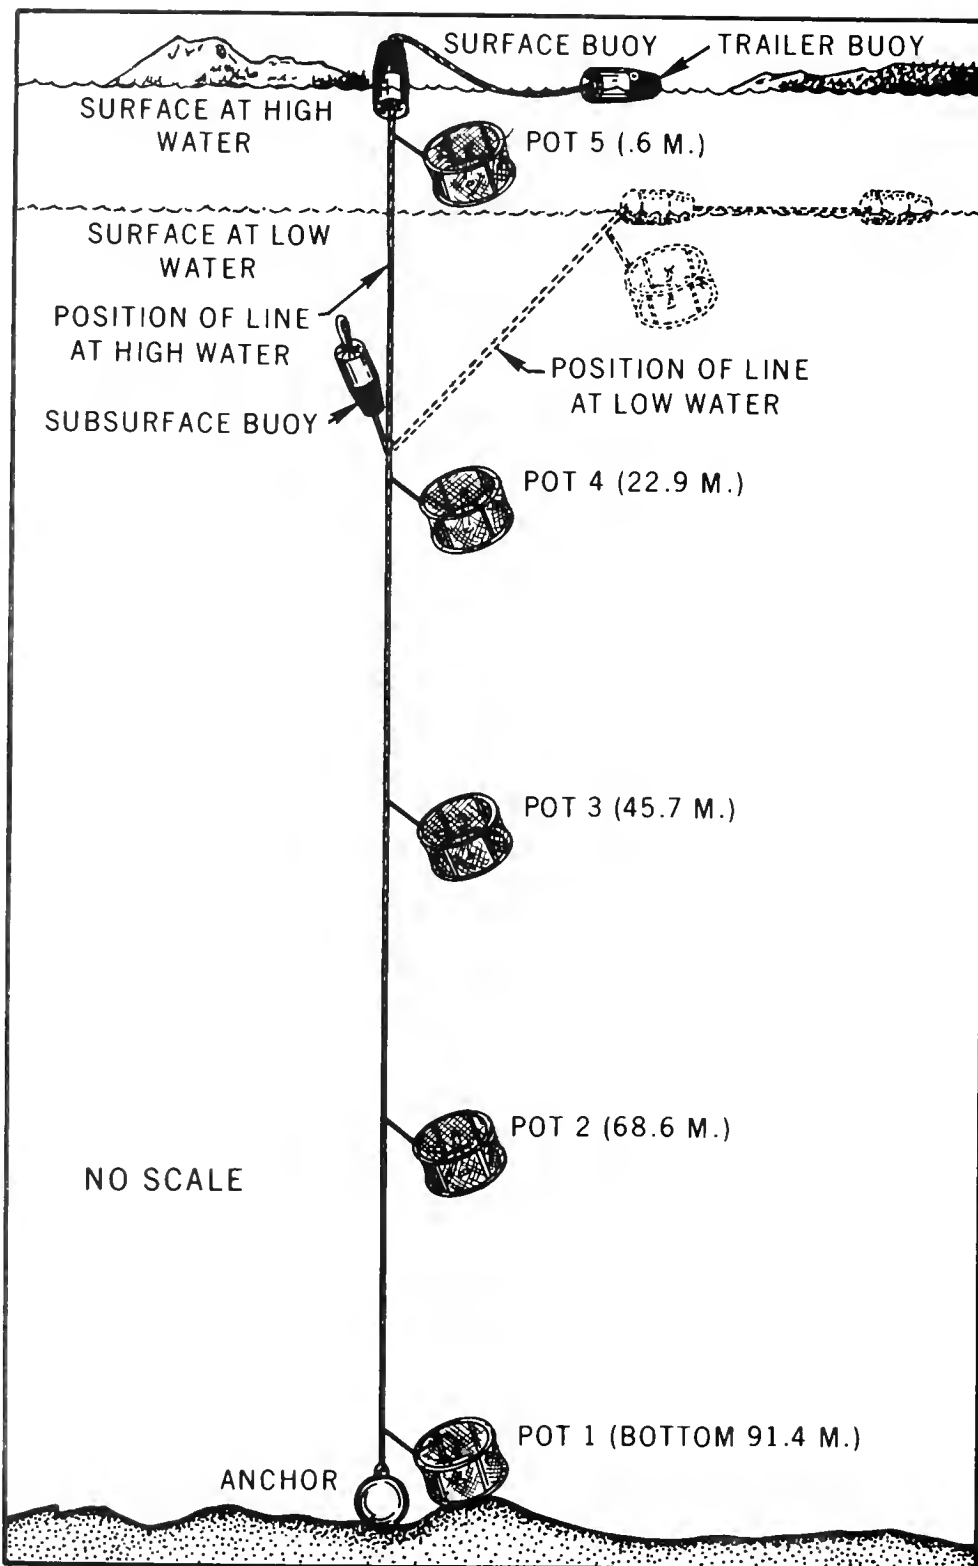 SURFACE BUOY
TRAILER BUOY
SURFACE AT HIGH
WATER
POT 5 (.6 M.)
SURFACE AT LOW
WATER
POSITION OF LINE
AT HIGH WATER
POSITION OF LINE
AT LOW WATER
SUBSURFACE BUOY
POT 4 (22.9 M.)
POT 3 (45.7 M.)
POT 2 (68.6 M.)
NO SCALE
POT 1 (BOTTOM 91.4 M.)
ANCHOR